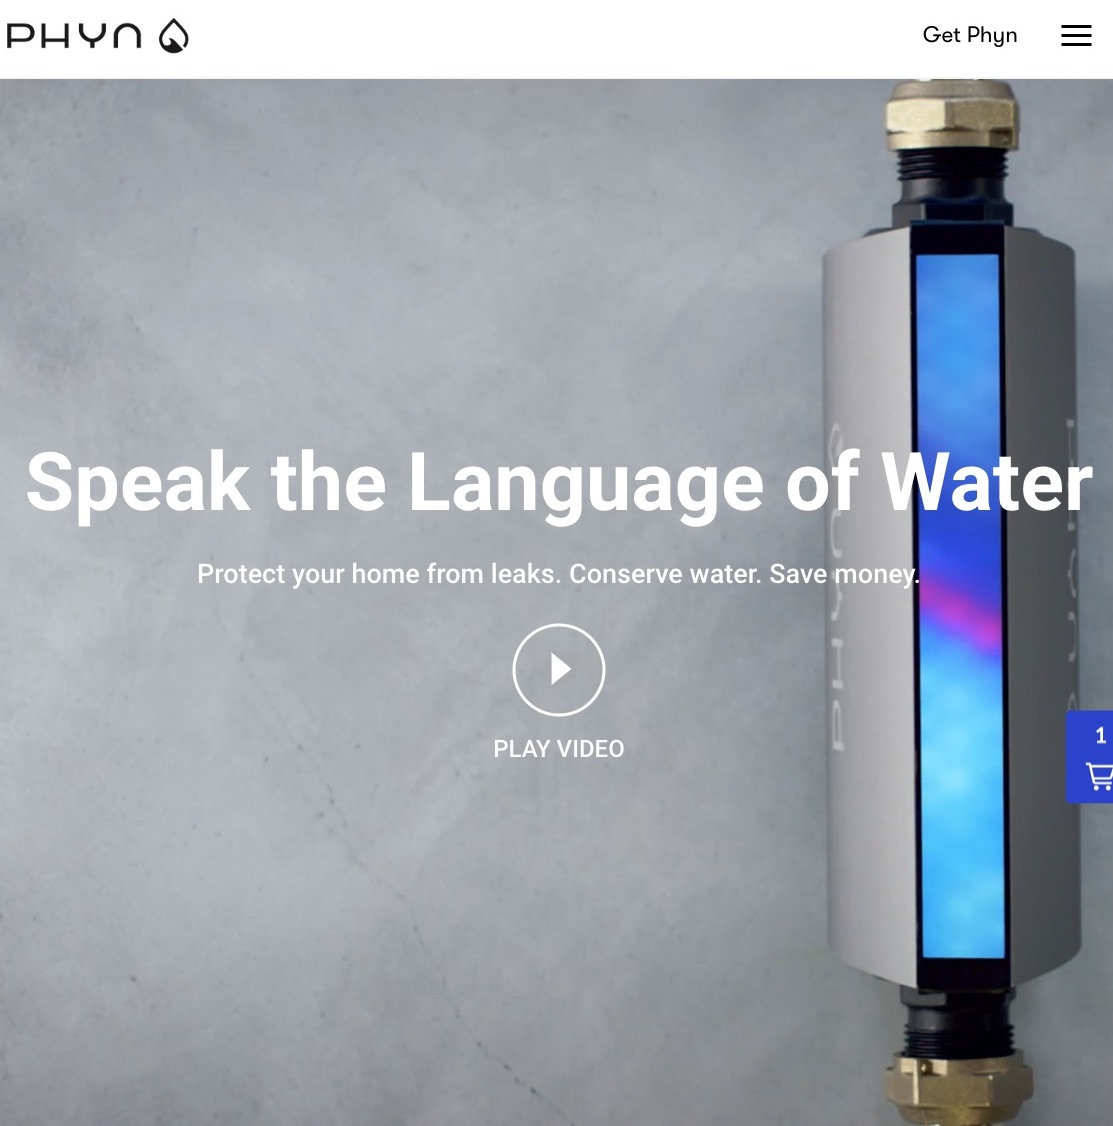 PHYN
Get Phyn
Speak the Language of Water
Protect your home from leaks. Conserve water. Save money.
PLAY VIDEO
PHYN
PHYN
1